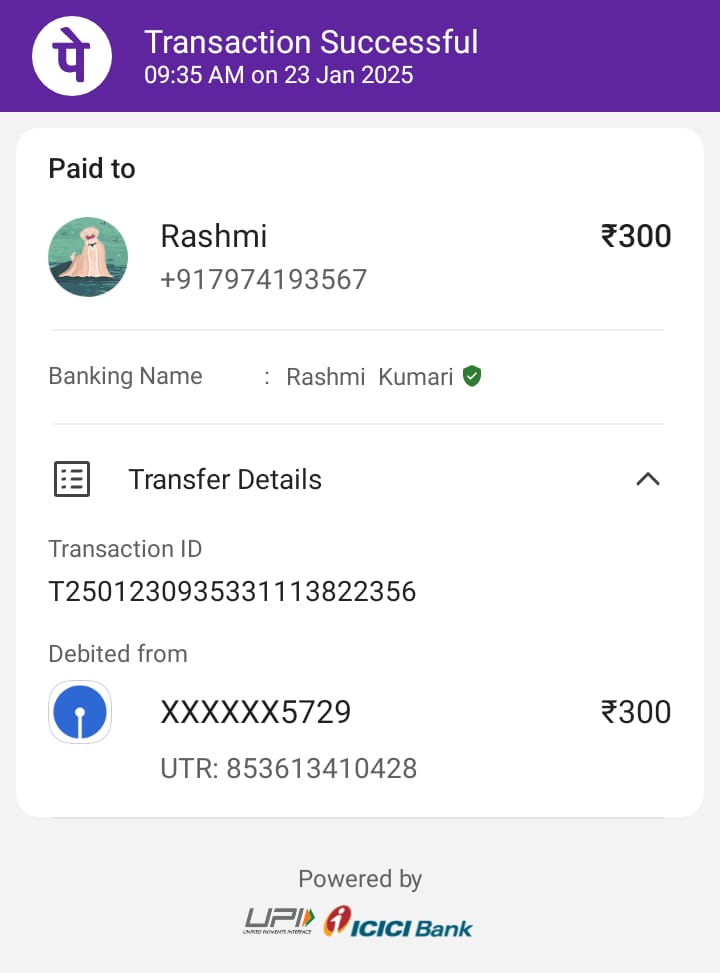 पे
Transaction Successful
09:35 AM on 23 Jan 2025
Paid to
Rashmi ₹300
+917974193567
Banking Name : Rashmi Kumari
Transfer Details
Transaction ID
T2501230935331113822356
Debited from
XXXXXX5729 ₹300
UTR: 853613410428
Powered by
UPI ICICI Bank
UNIFIED PAYMENTS INTERFACE